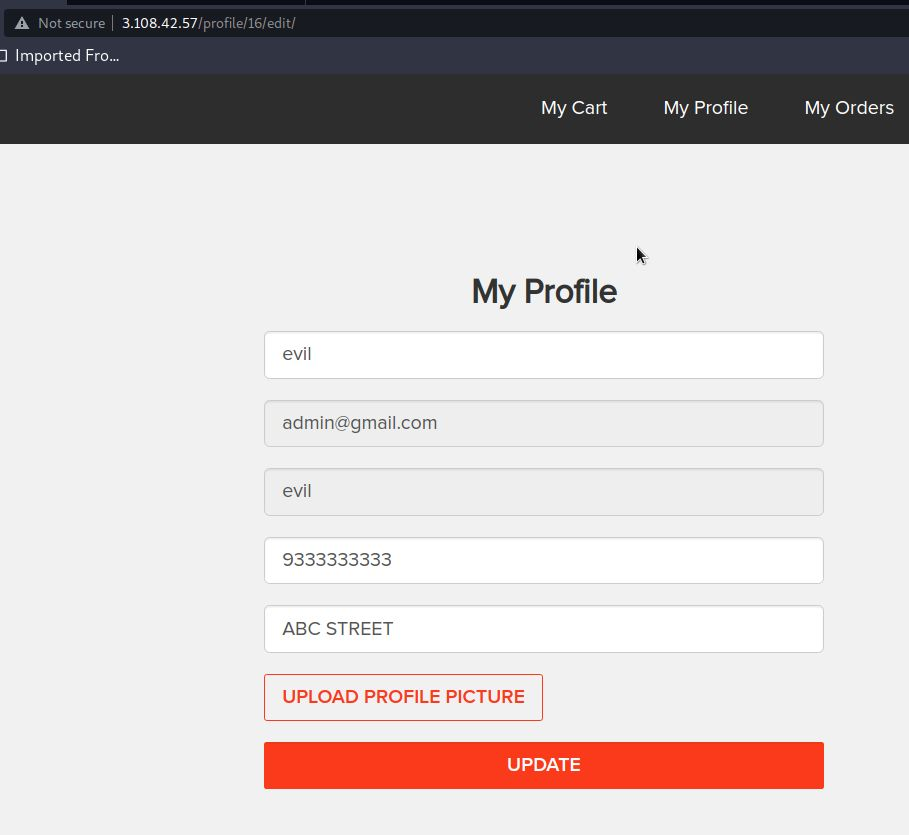 Not secure 3.108.42.57/profile/16/edit/
Imported Fro...
My Cart My Profile My Orders
My Profile
evil
admin@gmail.com
evil
9333333333
ABC STREET
UPLOAD PROFILE PICTURE
UPDATE